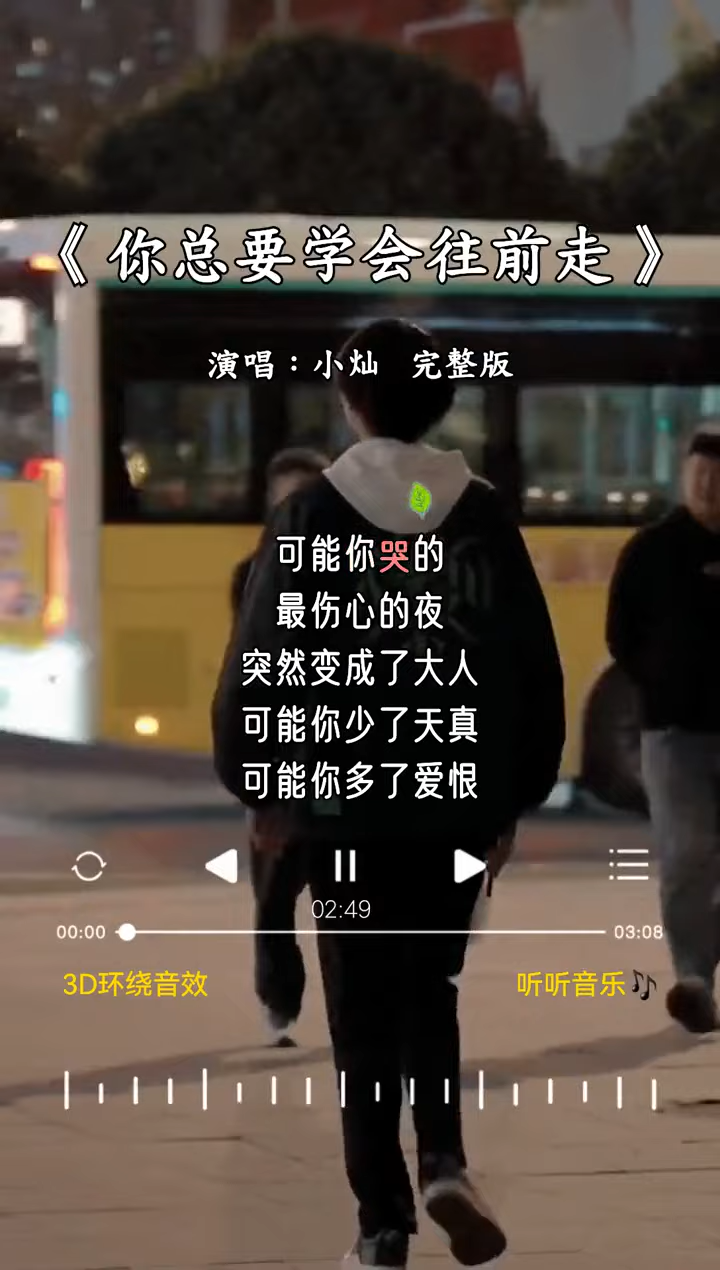 《你总要学会往前走》
演唱：小灿 完整版
可能你哭的
最伤心的夜
突然变成了大人
可能你少了天真
可能你多了爱恨
02:49
00:00 03:08
3D环绕音效 听听音乐🎶